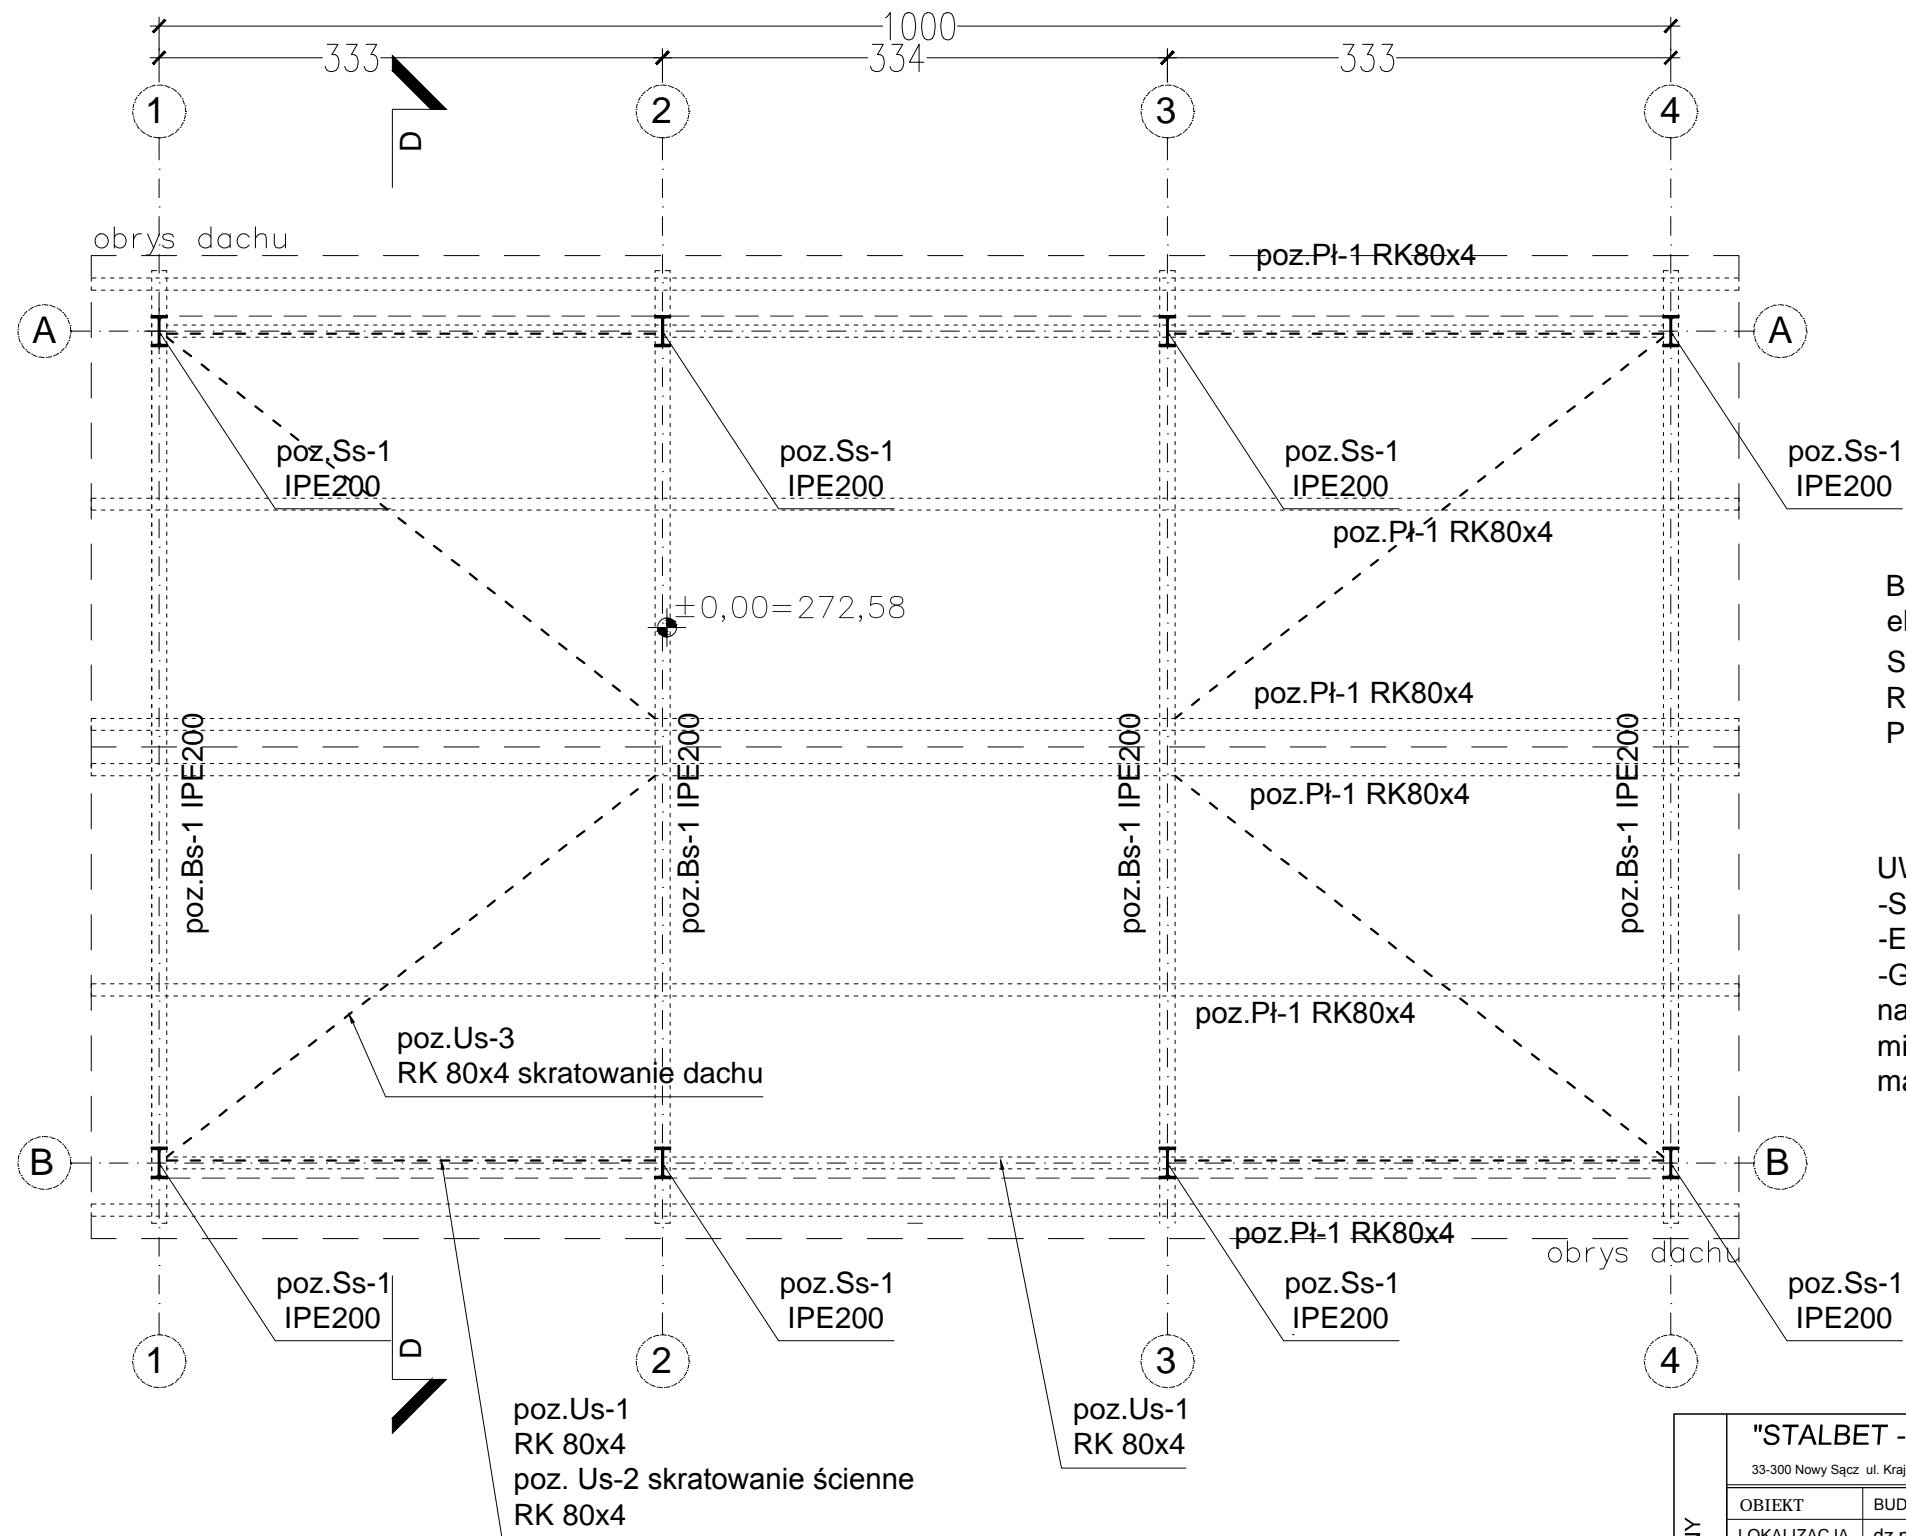 1000
333
334
333
1
2
3
4
D
obrys dachu
poz.Pł-1 RK80x4
A
A
poz.Ss-1
IPE200
poz.Ss-1
IPE200
poz.Ss-1
IPE200
poz.Ss-1
IPE200
poz.Pł-1 RK80x4
±0,00=272,58
poz.Pł-1 RK80x4
poz.Bs-1 IPE200
poz.Bs-1 IPE200
poz.Bs-1 IPE200
poz.Bs-1 IPE200
poz.Pł-1 RK80x4
poz.Pł-1 RK80x4
poz.Us-3
RK 80x4 skratowanie dachu
B
B
poz.Pł-1 RK80x4
obrys dachu
poz.Ss-1
IPE200
poz.Ss-1
IPE200
poz.Ss-1
IPE200
poz.Ss-1
IPE200
D
1
2
3
4
poz.Us-1
RK 80x4
poz. Us-2 skratowanie ścienne
RK 80x4
poz.Us-1
RK 80x4
"STALBET -
33-300 Nowy Sącz ul. Kraj
OBIEKT
BUD